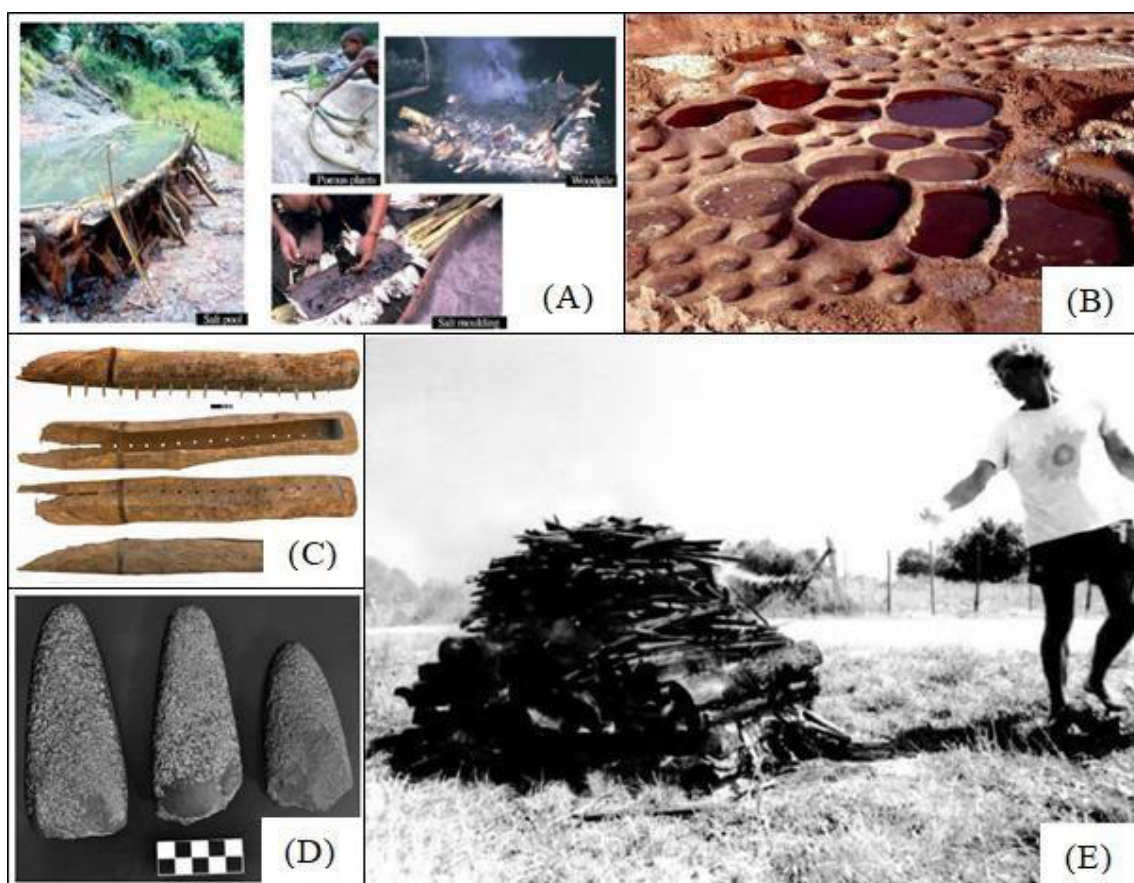 Porous plants
Woodpile
Salt pool
Salt moulding
(A)
(B)
(C)
(D)
(E)